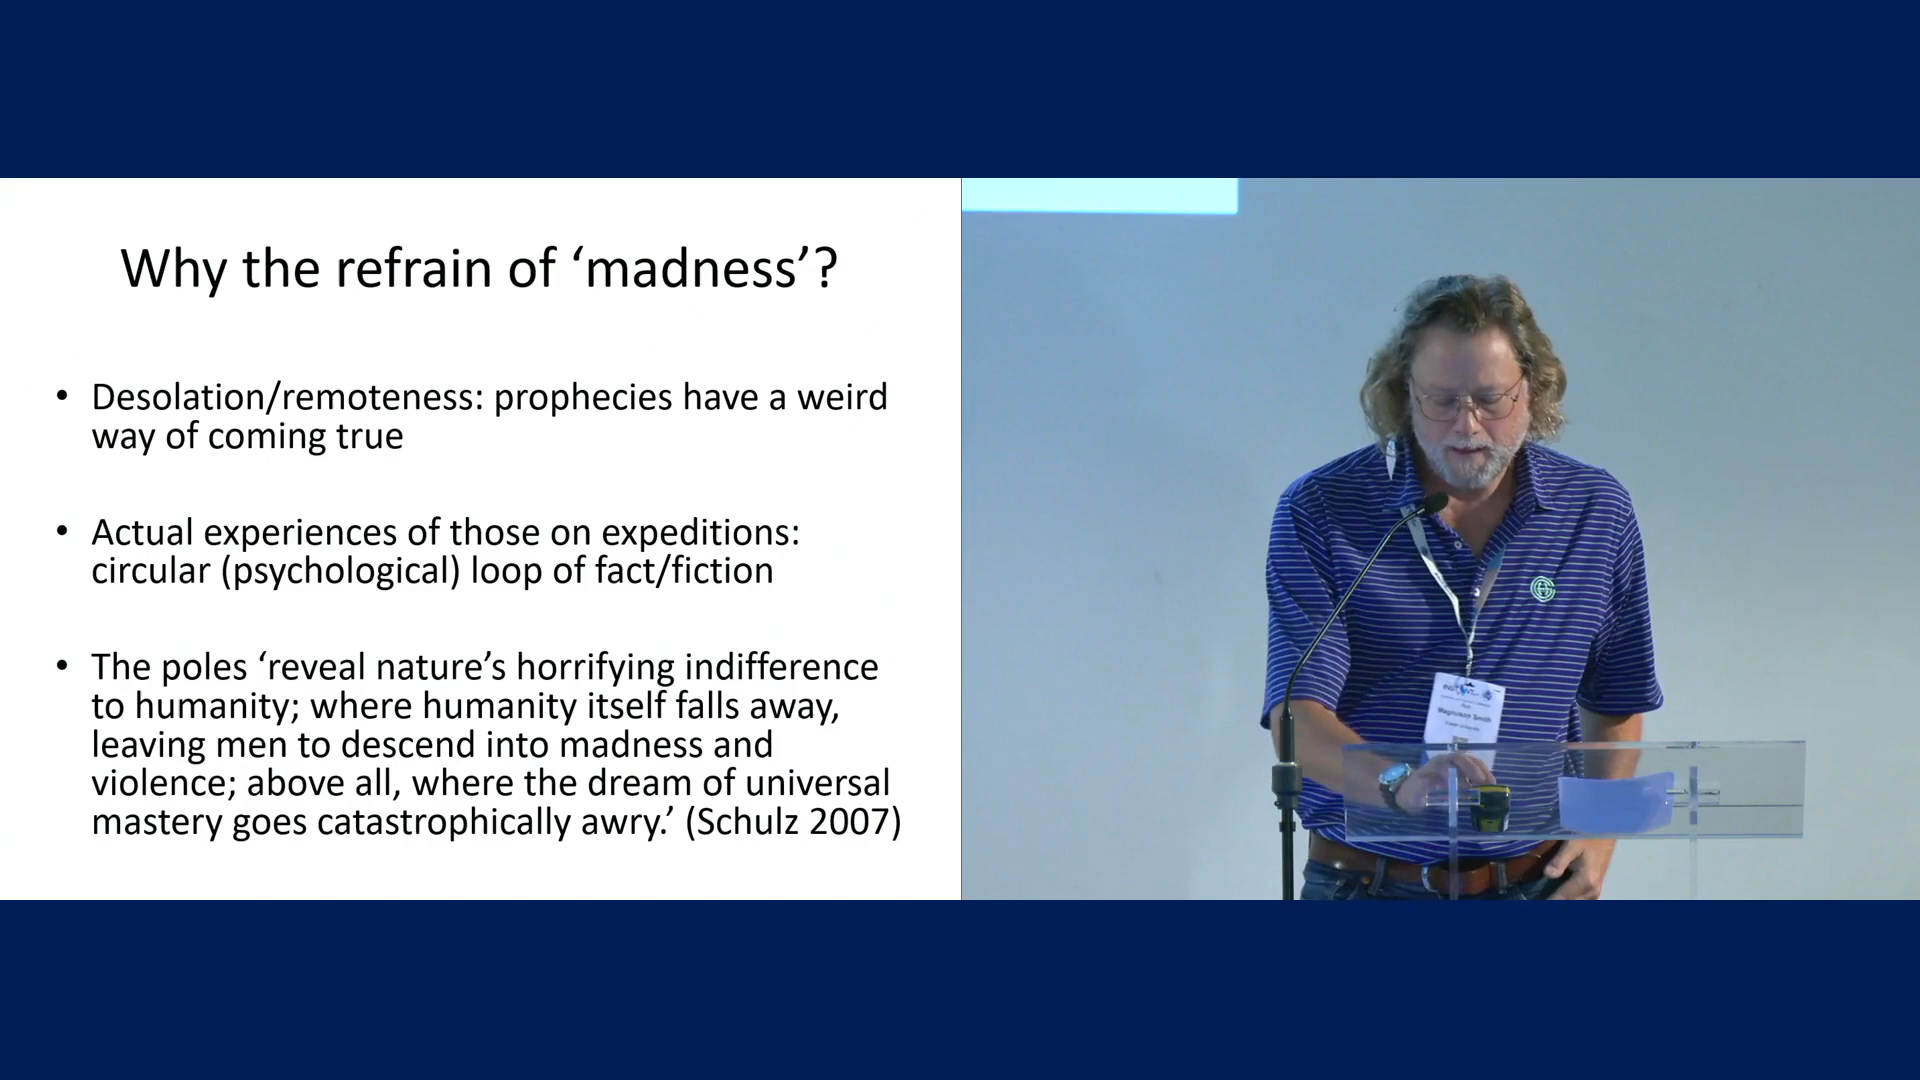 Why the refrain of ‘madness’?
• Desolation/remoteness: prophecies have a weird
way of coming true
• Actual experiences of those on expeditions:
circular (psychological) loop of fact/fiction
• The poles ‘reveal nature’s horrifying indifference
to humanity; where humanity itself falls away,
leaving men to descend into madness and
violence; above all, where the dream of universal
mastery goes catastrophically awry.’ (Schulz 2007)
Magnuson Smith